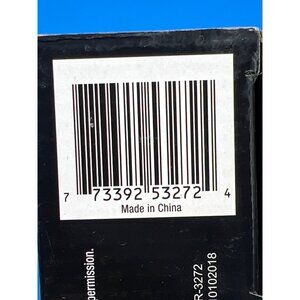 7 73392 53272 4
Made in China
permission.
R-3272
0102018